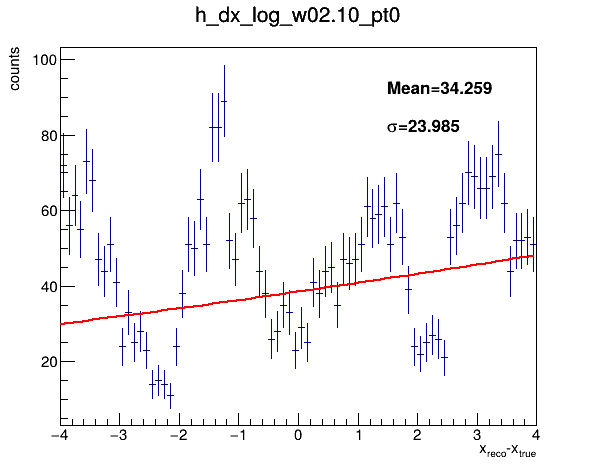 h_dx_log_w02.10_pt0
counts
100
80
60
40
20
Mean=34.259
σ=23.985
−4 −3 −2 −1 0 1 2 3 4
x_reco-x_true